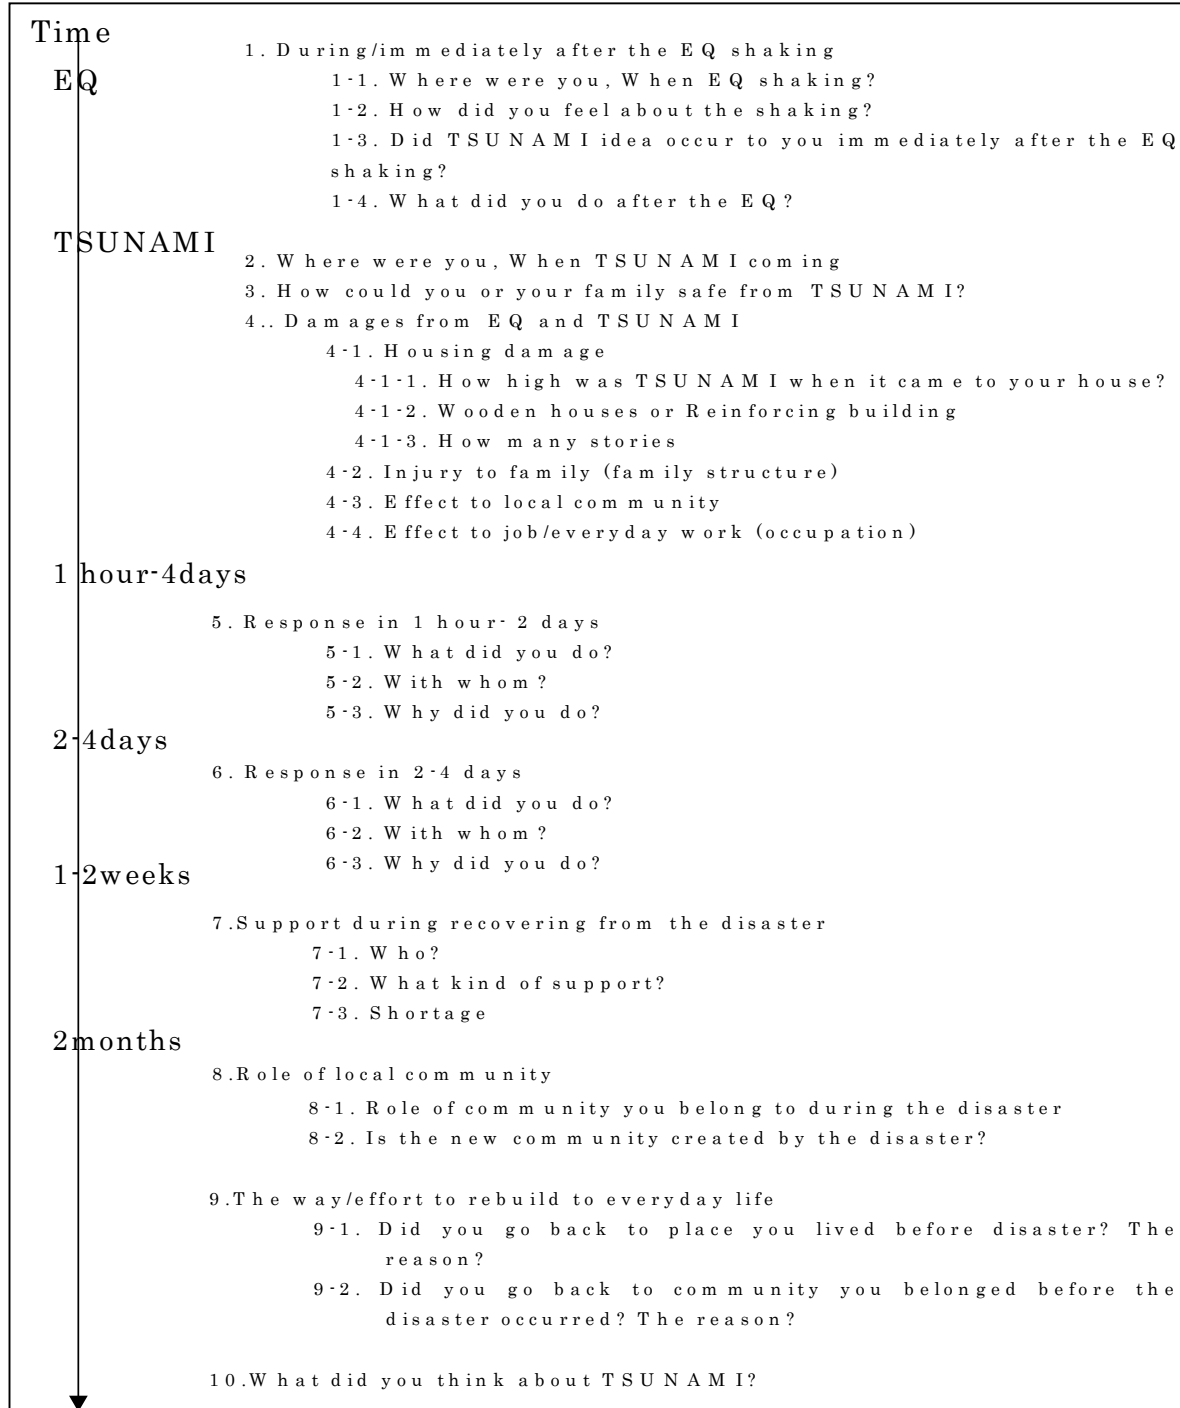 Time
1. During/immediately after the EQ shaking
EQ
1-1. Where were you, When EQ shaking?
1-2. How did you feel about the shaking?
1-3. Did TSUNAMI idea occur to you immediately after the EQ
shaking?
1-4. What did you do after the EQ?
TSUNAMI
2. Where were you, When TSUNAMI coming
3. How could you or your family safe from TSUNAMI?
4.. Damages from EQ and TSUNAMI
4-1. Housing damage
4-1-1. How high was TSUNAMI when it came to your house?
4-1-2. Wooden houses or Reinforcing building
4-1-3. How many stories
4-2. Injury to family (family structure)
4-3. Effect to local community
4-4. Effect to job/everyday work (occupation)
1 hour-4days
5. Response in 1 hour- 2 days
5-1. What did you do?
5-2. With whom?
5-3. Why did you do?
2-4days
6. Response in 2-4 days
6-1. What did you do?
6-2. With whom?
6-3. Why did you do?
1-2weeks
7.Support during recovering from the disaster
7-1. Who?
7-2. What kind of support?
7-3. Shortage
2months
8.Role of local community
8-1. Role of community you belong to during the disaster
8-2. Is the new community created by the disaster?
9.The way/effort to rebuild to everyday life
9-1. Did you go back to place you lived before disaster? The
reason?
9-2. Did you go back to community you belonged before the
disaster occurred? The reason?
10.What did you think about TSUNAMI?